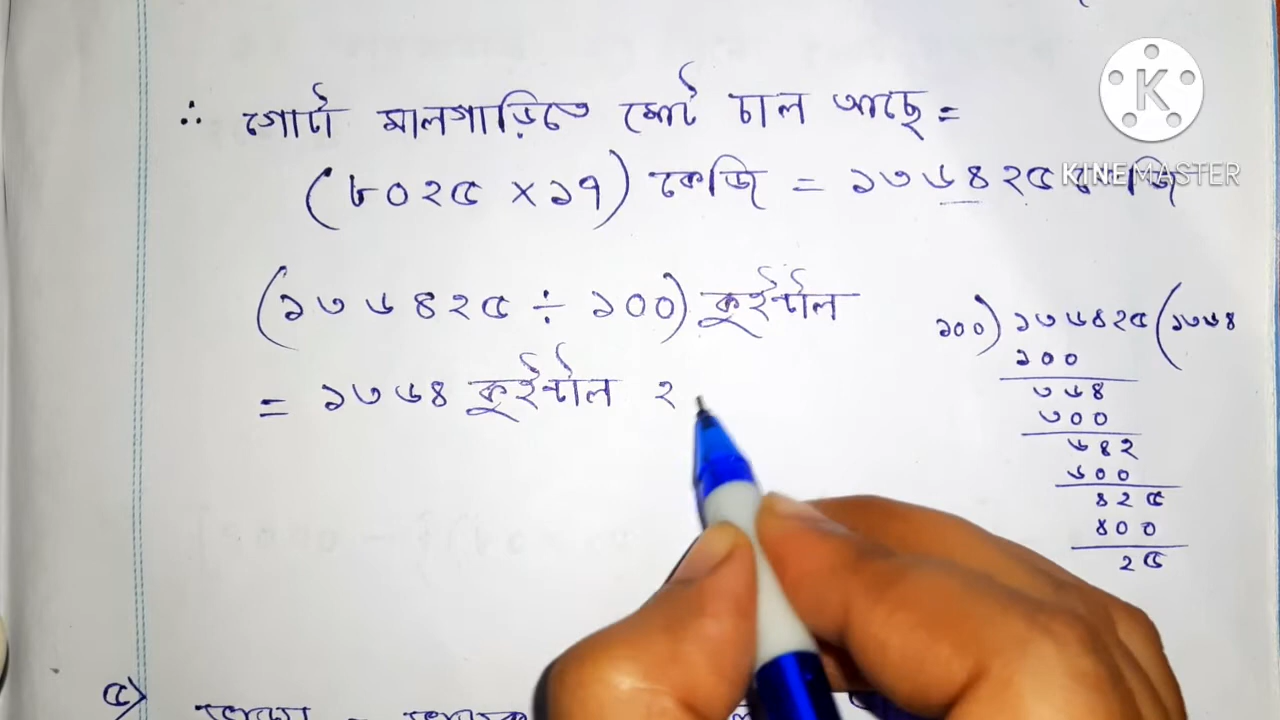 ∴ গোটা মালগাড়িতে মোট চাল আছে =
(৮০২৫ × ১৭) কেজি = ১৩৬৪২৫ কেজি
K
KINEMASTER
(১৩৬৪২৫ ÷ ১০০) কুইন্টাল
= ১৩৬৪ কুইন্টাল ২
১০০) ১৩৬৪২৫ (১৩৬৪
১০০
৩৬৪
৩০০
৬৪২
৬০০
৪২৫
৪০০
২৫
৫)